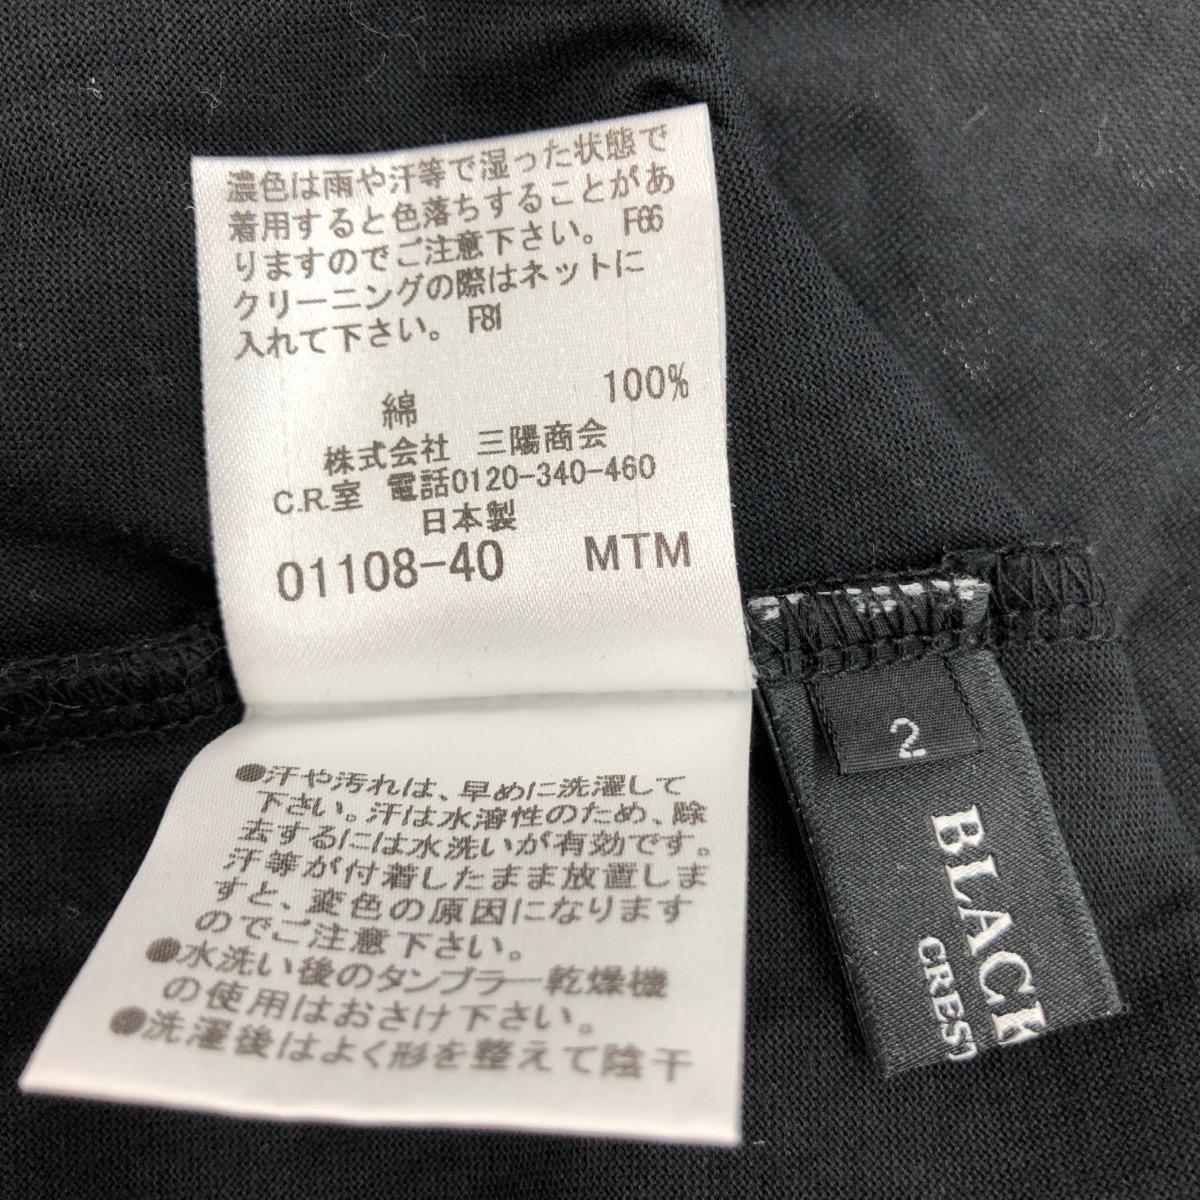 濃色は雨や汗等で湿った状態で
着用すると色落ちすることがあ
りますのでご注意下さい。 F66
クリーニングの際はネットに
入れて下さい。 F81
綿 100%
株式会社 三陽商会
C.R.室 電話0120-340-460
日本製
01108-40 MTM
●汗や汚れは、早めに洗濯して
下さい。汗は水溶性のため、除
去するには水洗いが有効です。
汗等が付着したまま放置しま
すと、変色の原因になります
のでご注意下さい。
●水洗い後のタンブラー乾燥機
の使用はおさけ下さい。
●洗濯後はよく形を整えて陰干
2
BLACK
CREST